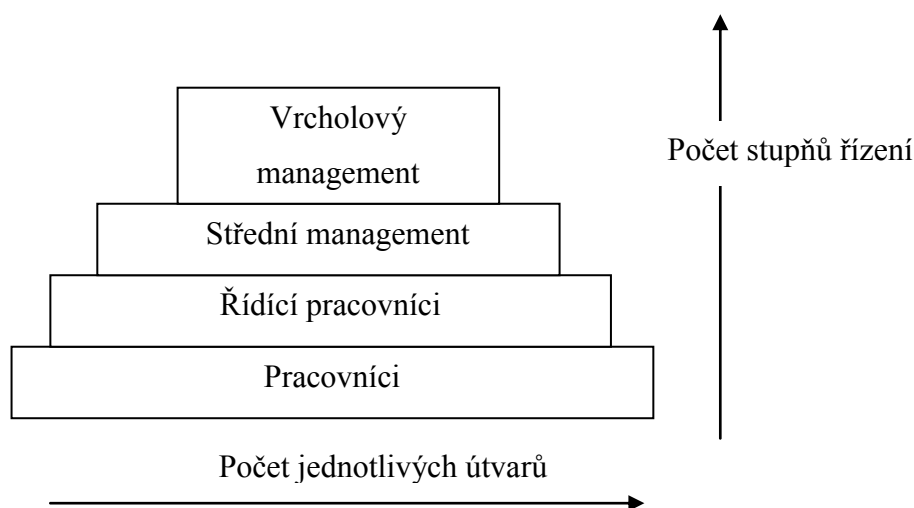 Vrcholový
management
Počet stupňů řízení
Střední management
Řídící pracovníci
Pracovníci
Počet jednotlivých útvarů